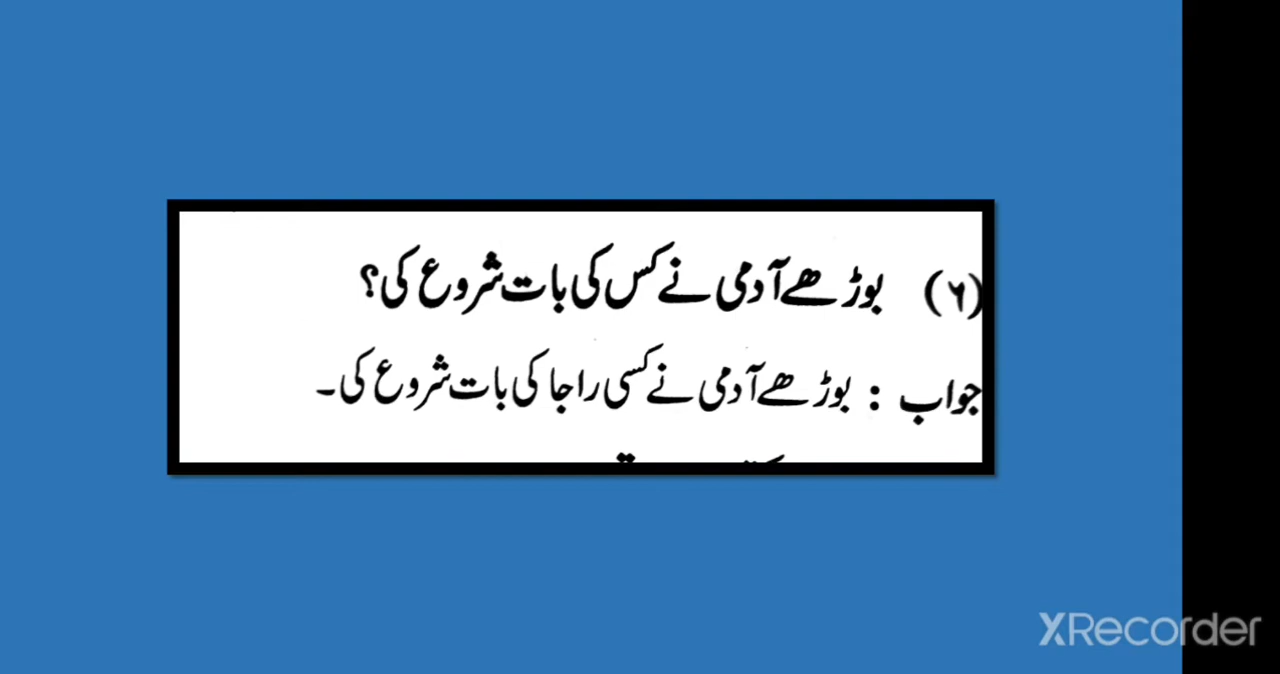 (۶) بوڑھے آدمی نے کس کی بات شروع کی؟
جواب : بوڑھے آدمی نے کسی راجا کی بات شروع کی۔
XRecorder